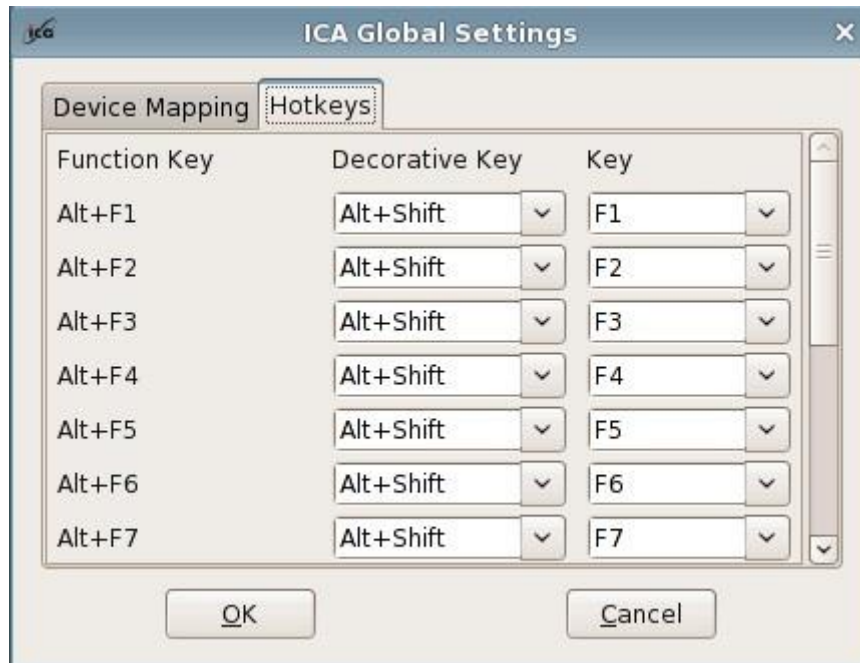 ica ICA Global Settings
Device Mapping Hotkeys
Function Key Decorative Key Key
Alt+F1 Alt+Shift F1
Alt+F2 Alt+Shift F2
Alt+F3 Alt+Shift F3
Alt+F4 Alt+Shift F4
Alt+F5 Alt+Shift F5
Alt+F6 Alt+Shift F6
Alt+F7 Alt+Shift F7
OK Cancel